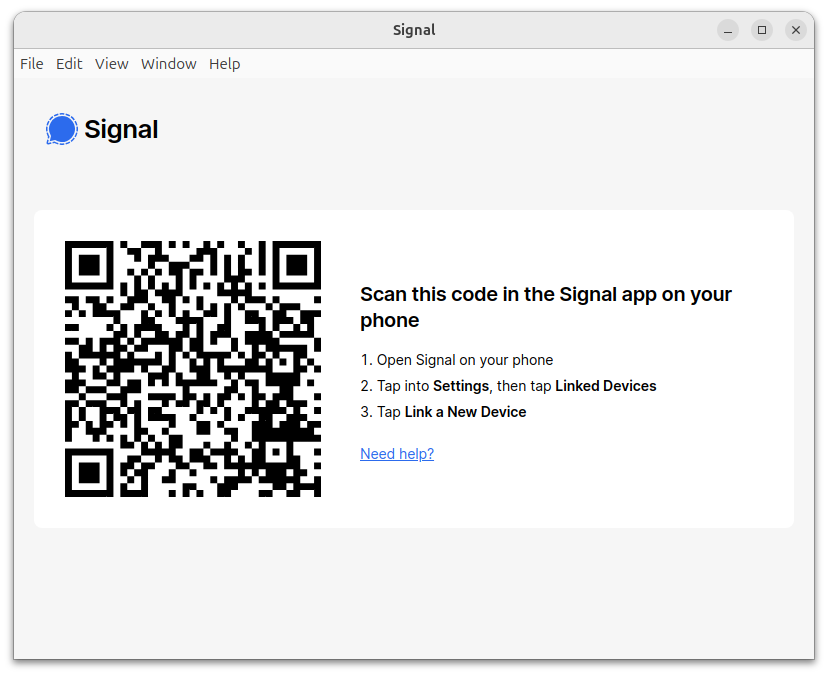 Signal
File Edit View Window Help
Signal
Scan this code in the Signal app on your
phone
1. Open Signal on your phone
2. Tap into Settings, then tap Linked Devices
3. Tap Link a New Device
Need help?